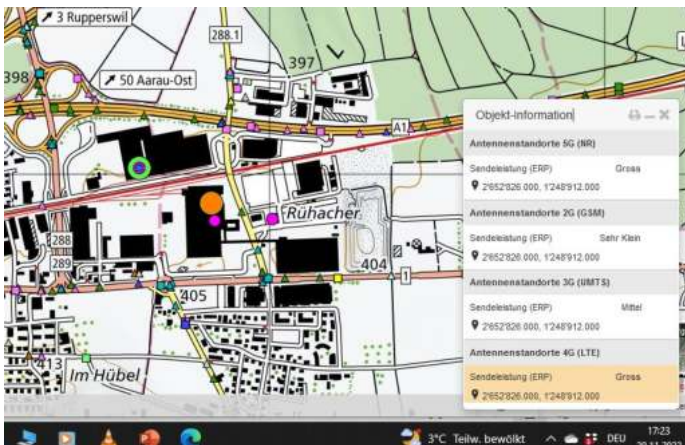 3 Rupperswil
288.1
397
398
50 Aarau-Ost
A1
Rühacher
288
289
404
1
405
413
Im Hübel
Objekt-Information
Antennenstandorte 5G (NR)
Sendeleistung (ERP) Gross
2'652'826.000, 1'248'912.000
Antennenstandorte 2G (GSM)
Sendeleistung (ERP) Sehr Klein
2'652'826.000, 1'248'912.000
Antennenstandorte 3G (UMTS)
Sendeleistung (ERP) Mittel
2'652'826.000, 1'248'912.000
Antennenstandorte 4G (LTE)
Sendeleistung (ERP) Gross
2'652'826.000, 1'248'912.000
3°C Teilw. bewölkt
DEU
17:23